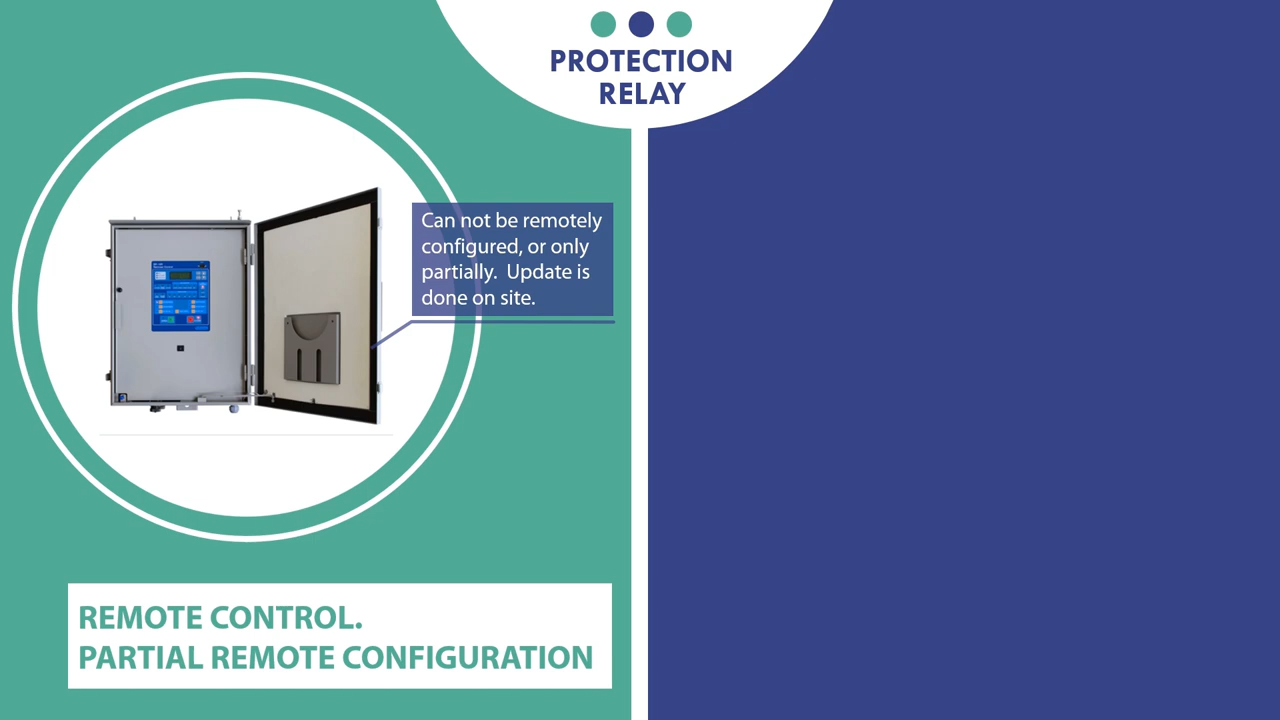 PROTECTION
RELAY
Can not be remotely
configured, or only
partially.  Update is
done on site.
REMOTE CONTROL.
PARTIAL REMOTE CONFIGURATION